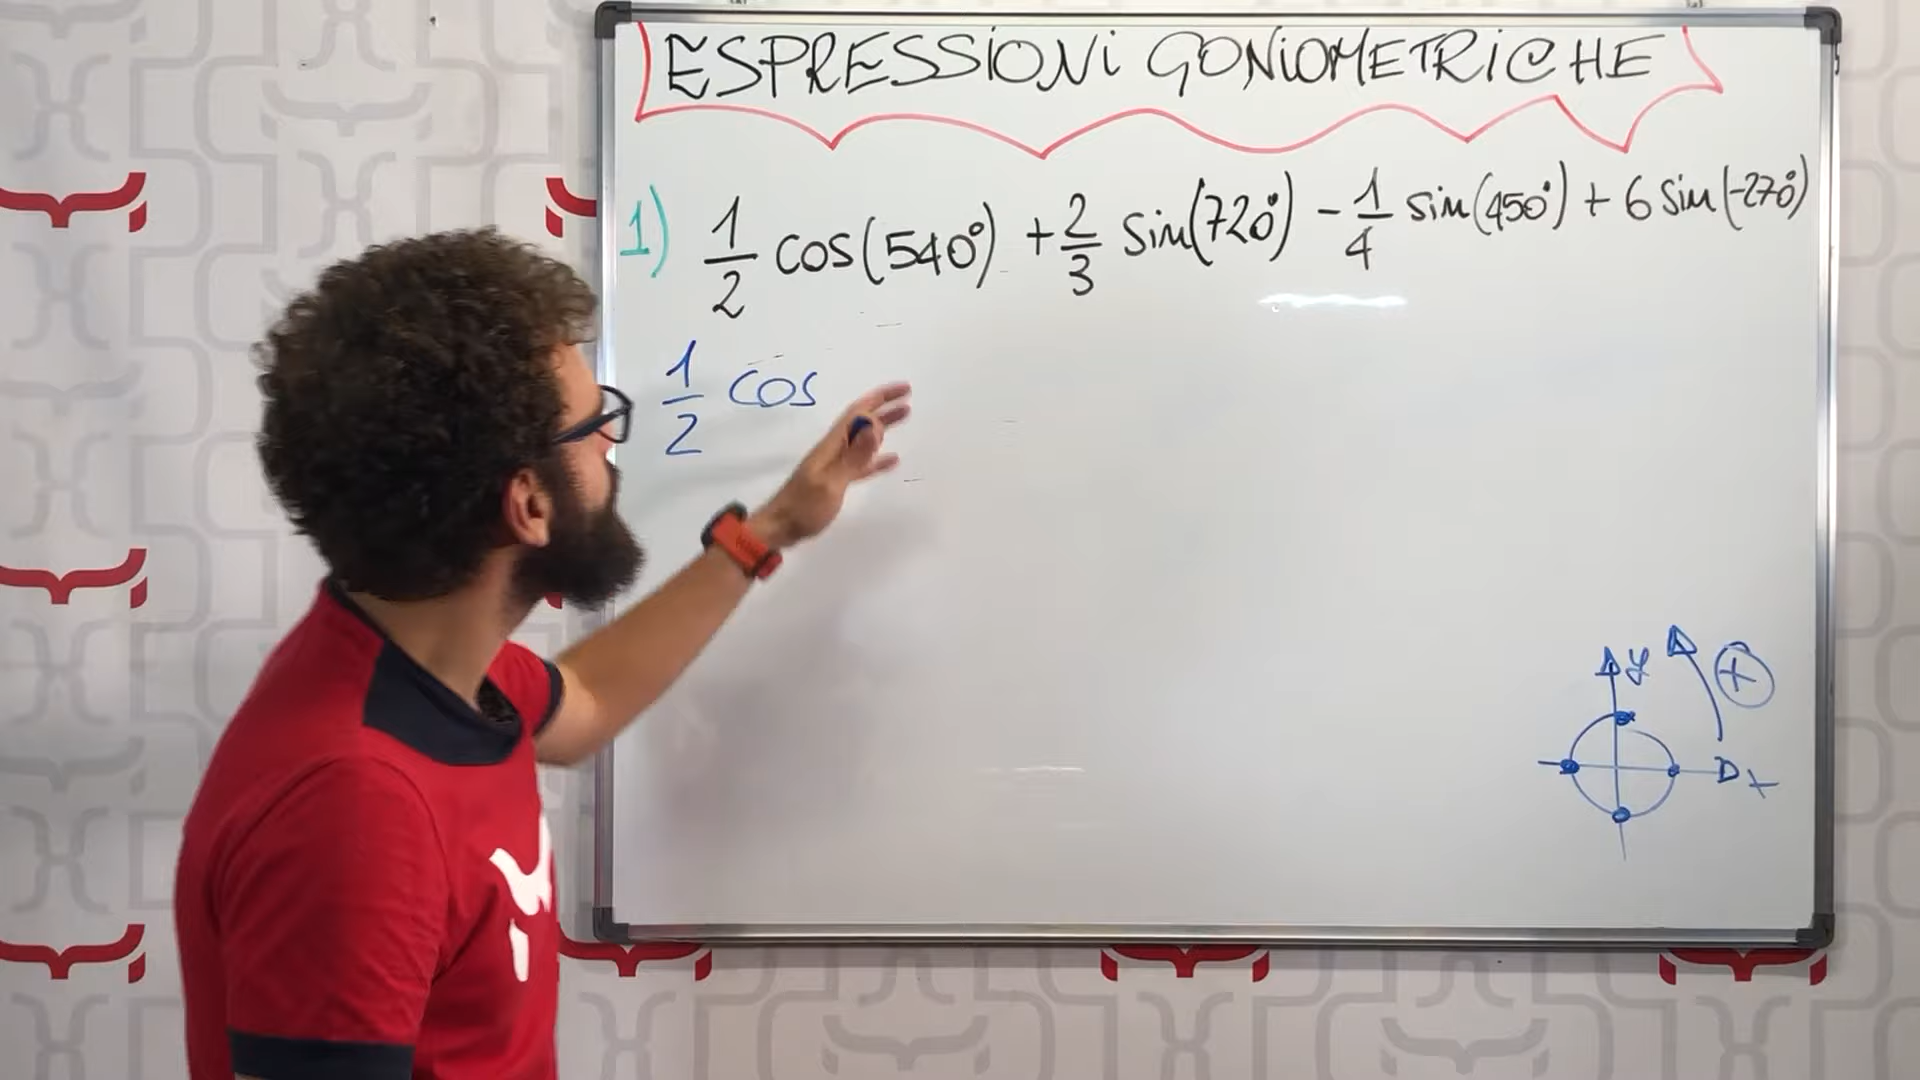 ESPRESSIONI GONIOMETRICHE
1) 1/2 cos(540°) + 2/3 sin(720°) - 1/4 sin(450°) + 6 sin(-270°)
1/2 cos
y
+
x